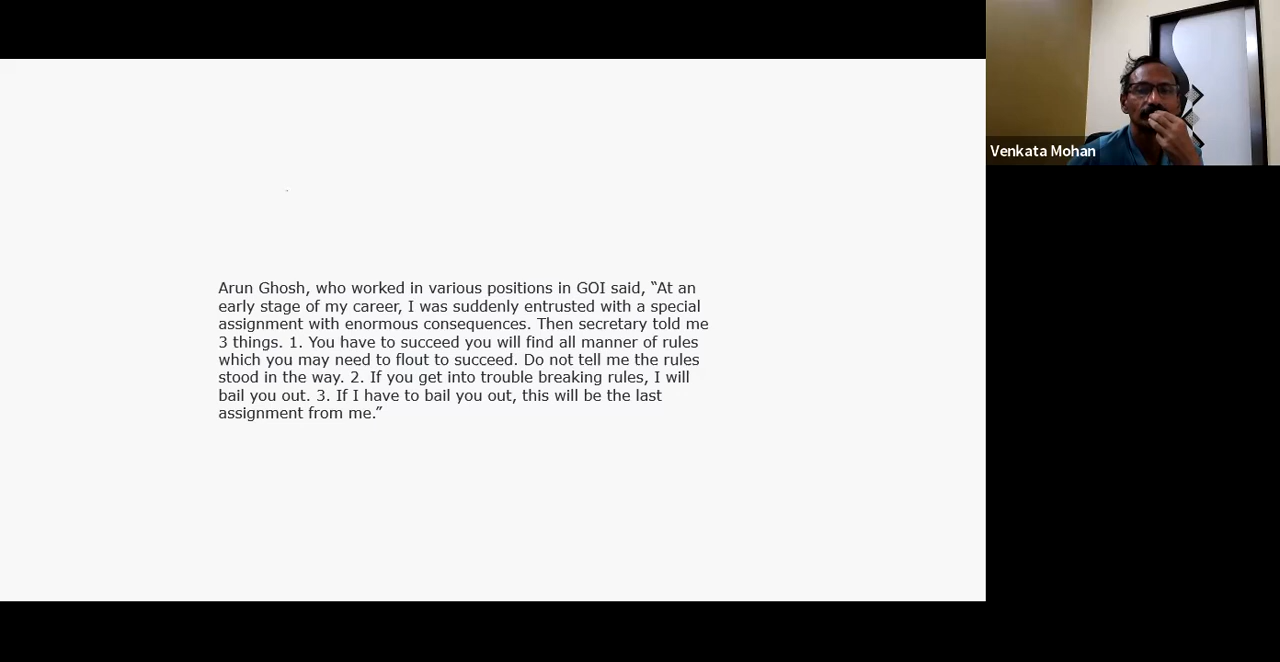 Arun Ghosh, who worked in various positions in GOI said, “At an
early stage of my career, I was suddenly entrusted with a special
assignment with enormous consequences. Then secretary told me
3 things. 1. You have to succeed you will find all manner of rules
which you may need to flout to succeed. Do not tell me the rules
stood in the way. 2. If you get into trouble breaking rules, I will
bail you out. 3. If I have to bail you out, this will be the last
assignment from me.”
Venkata Mohan